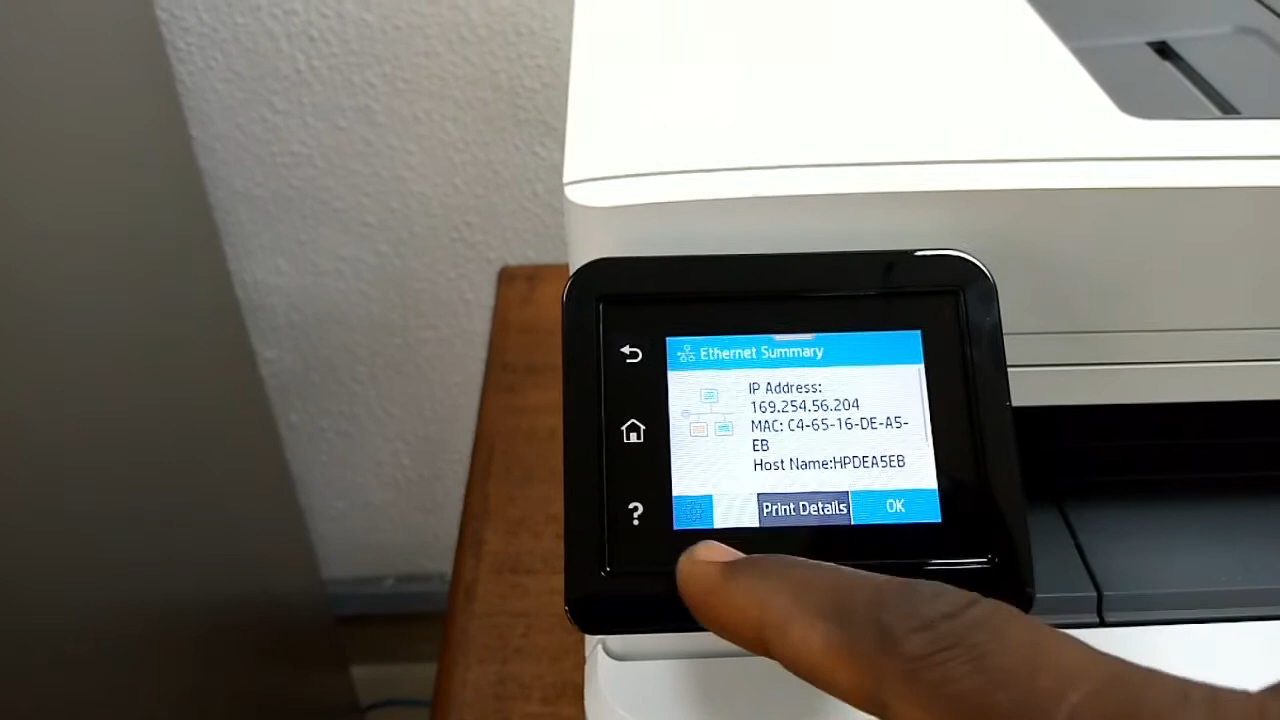 Ethernet Summary
IP Address:
169.254.56.204
MAC: C4-65-16-DE-A5-
EB
Host Name:HPDEA5EB
?
Print Details
OK